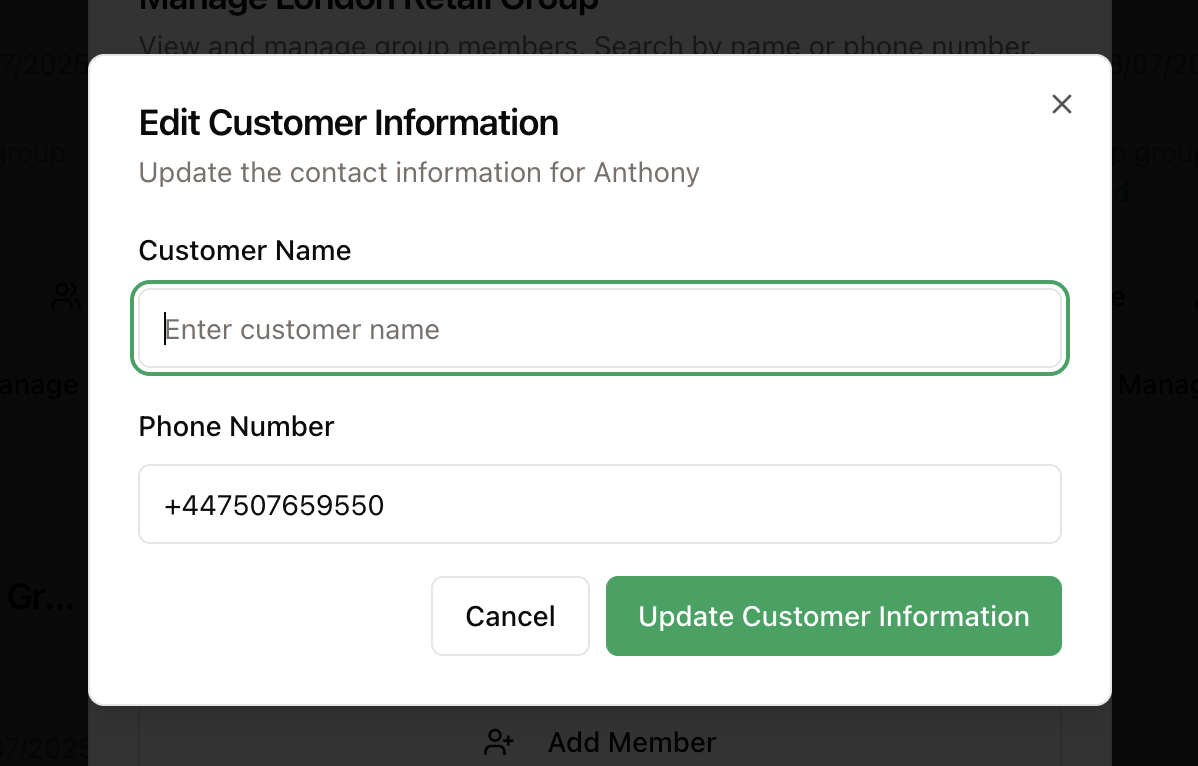 Manage London Retail Group
View and manage group members. Search by name or phone number.
7/2025
/07/20
Edit Customer Information
Update the contact information for Anthony
group
group
d
Customer Name
Enter customer name
e
anage
Manag
Phone Number
+447507659550
Gr...
Cancel
Update Customer Information
07/2025
Add Member